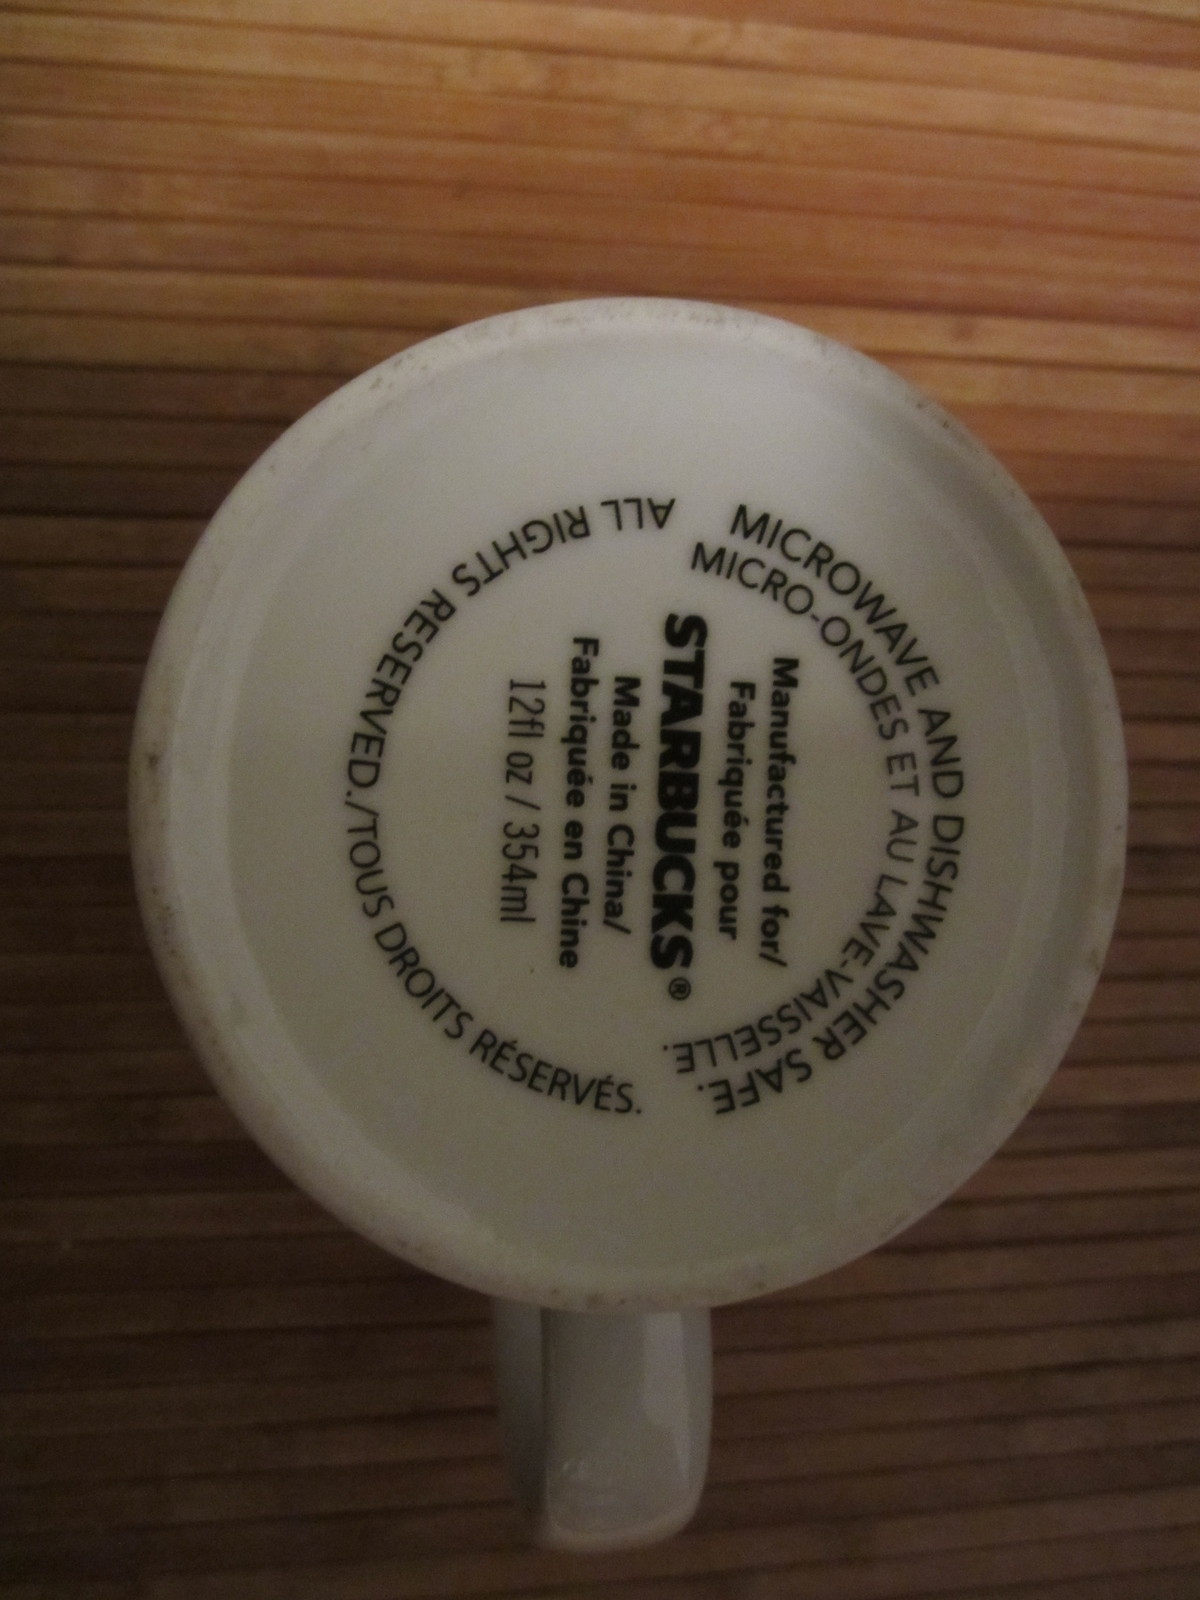 MICROWAVE AND DISHWASHER SAFE.
MICRO-ONDES ET AU LAVE-VAISSELLE.
Manufactured for/
Fabriquée pour
STARBUCKS®
Made in China/
Fabriquée en Chine
12fl oz / 354ml
ALL RIGHTS RESERVED./TOUS DROITS RÉSERVÉS.